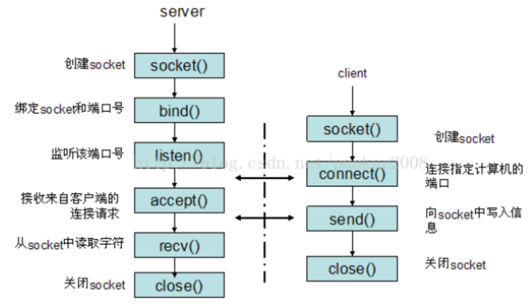 server
创建socket
socket()
绑定socket和端口号
bind()
监听该端口号
listen()
接收来自客户端的
连接请求
accept()
从socket中读取字符
recv()
关闭socket
close()
client
socket()
创建socket
connect()
连接指定计算机的
端口
send()
向socket中写入信
息
close()
关闭socket